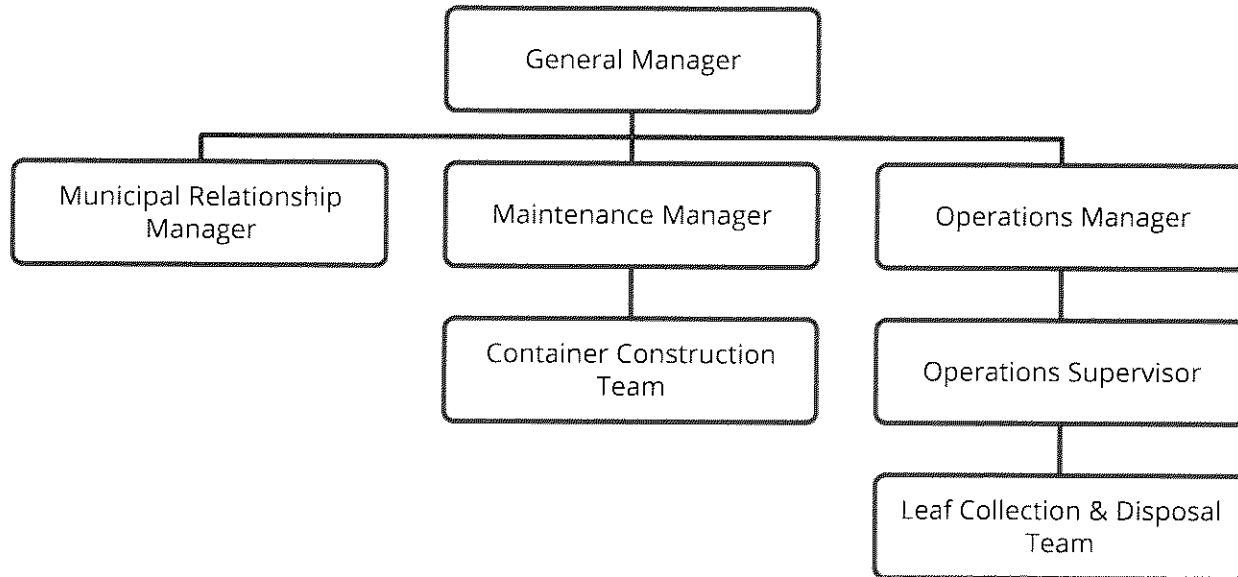 General Manager
Municipal Relationship
Manager
Maintenance Manager
Operations Manager
Container Construction
Team
Operations Supervisor
Leaf Collection & Disposal
Team